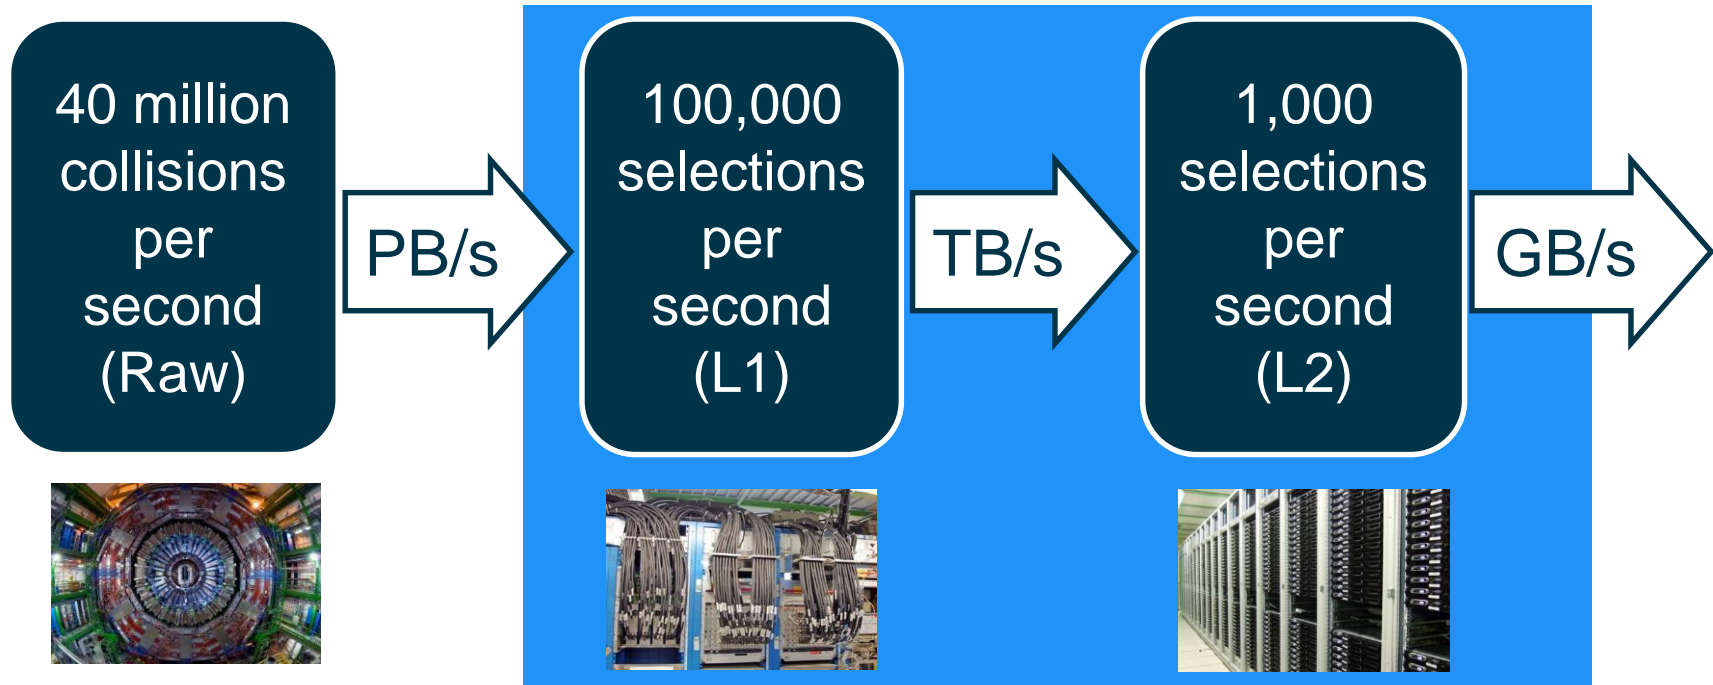 40 million
collisions
per
second
(Raw)
PB/s
100,000
selections
per
second
(L1)
TB/s
1,000
selections
per
second
(L2)
GB/s